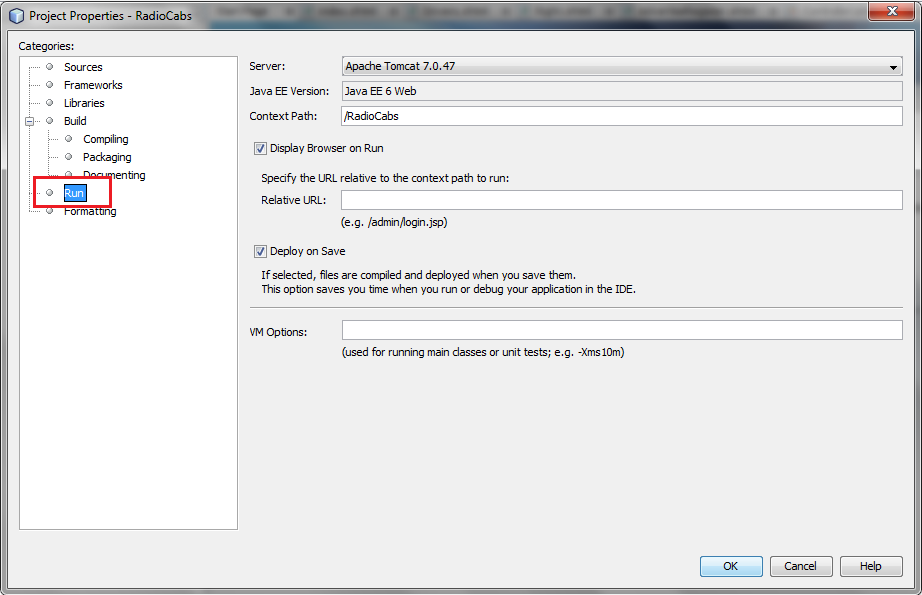 Project Properties - RadioCabs
Categories:
Sources
Frameworks
Libraries
Build
Compiling
Packaging
Documenting
Run
Formatting
Server: Apache Tomcat 7.0.47
Java EE Version: Java EE 6 Web
Context Path: /RadioCabs
Display Browser on Run
Specify the URL relative to the context path to run:
Relative URL:
(e.g. /admin/login.jsp)
Deploy on Save
If selected, files are compiled and deployed when you save them.
This option saves you time when you run or debug your application in the IDE.
VM Options:
(used for running main classes or unit tests; e.g. -Xms10m)
OK Cancel Help